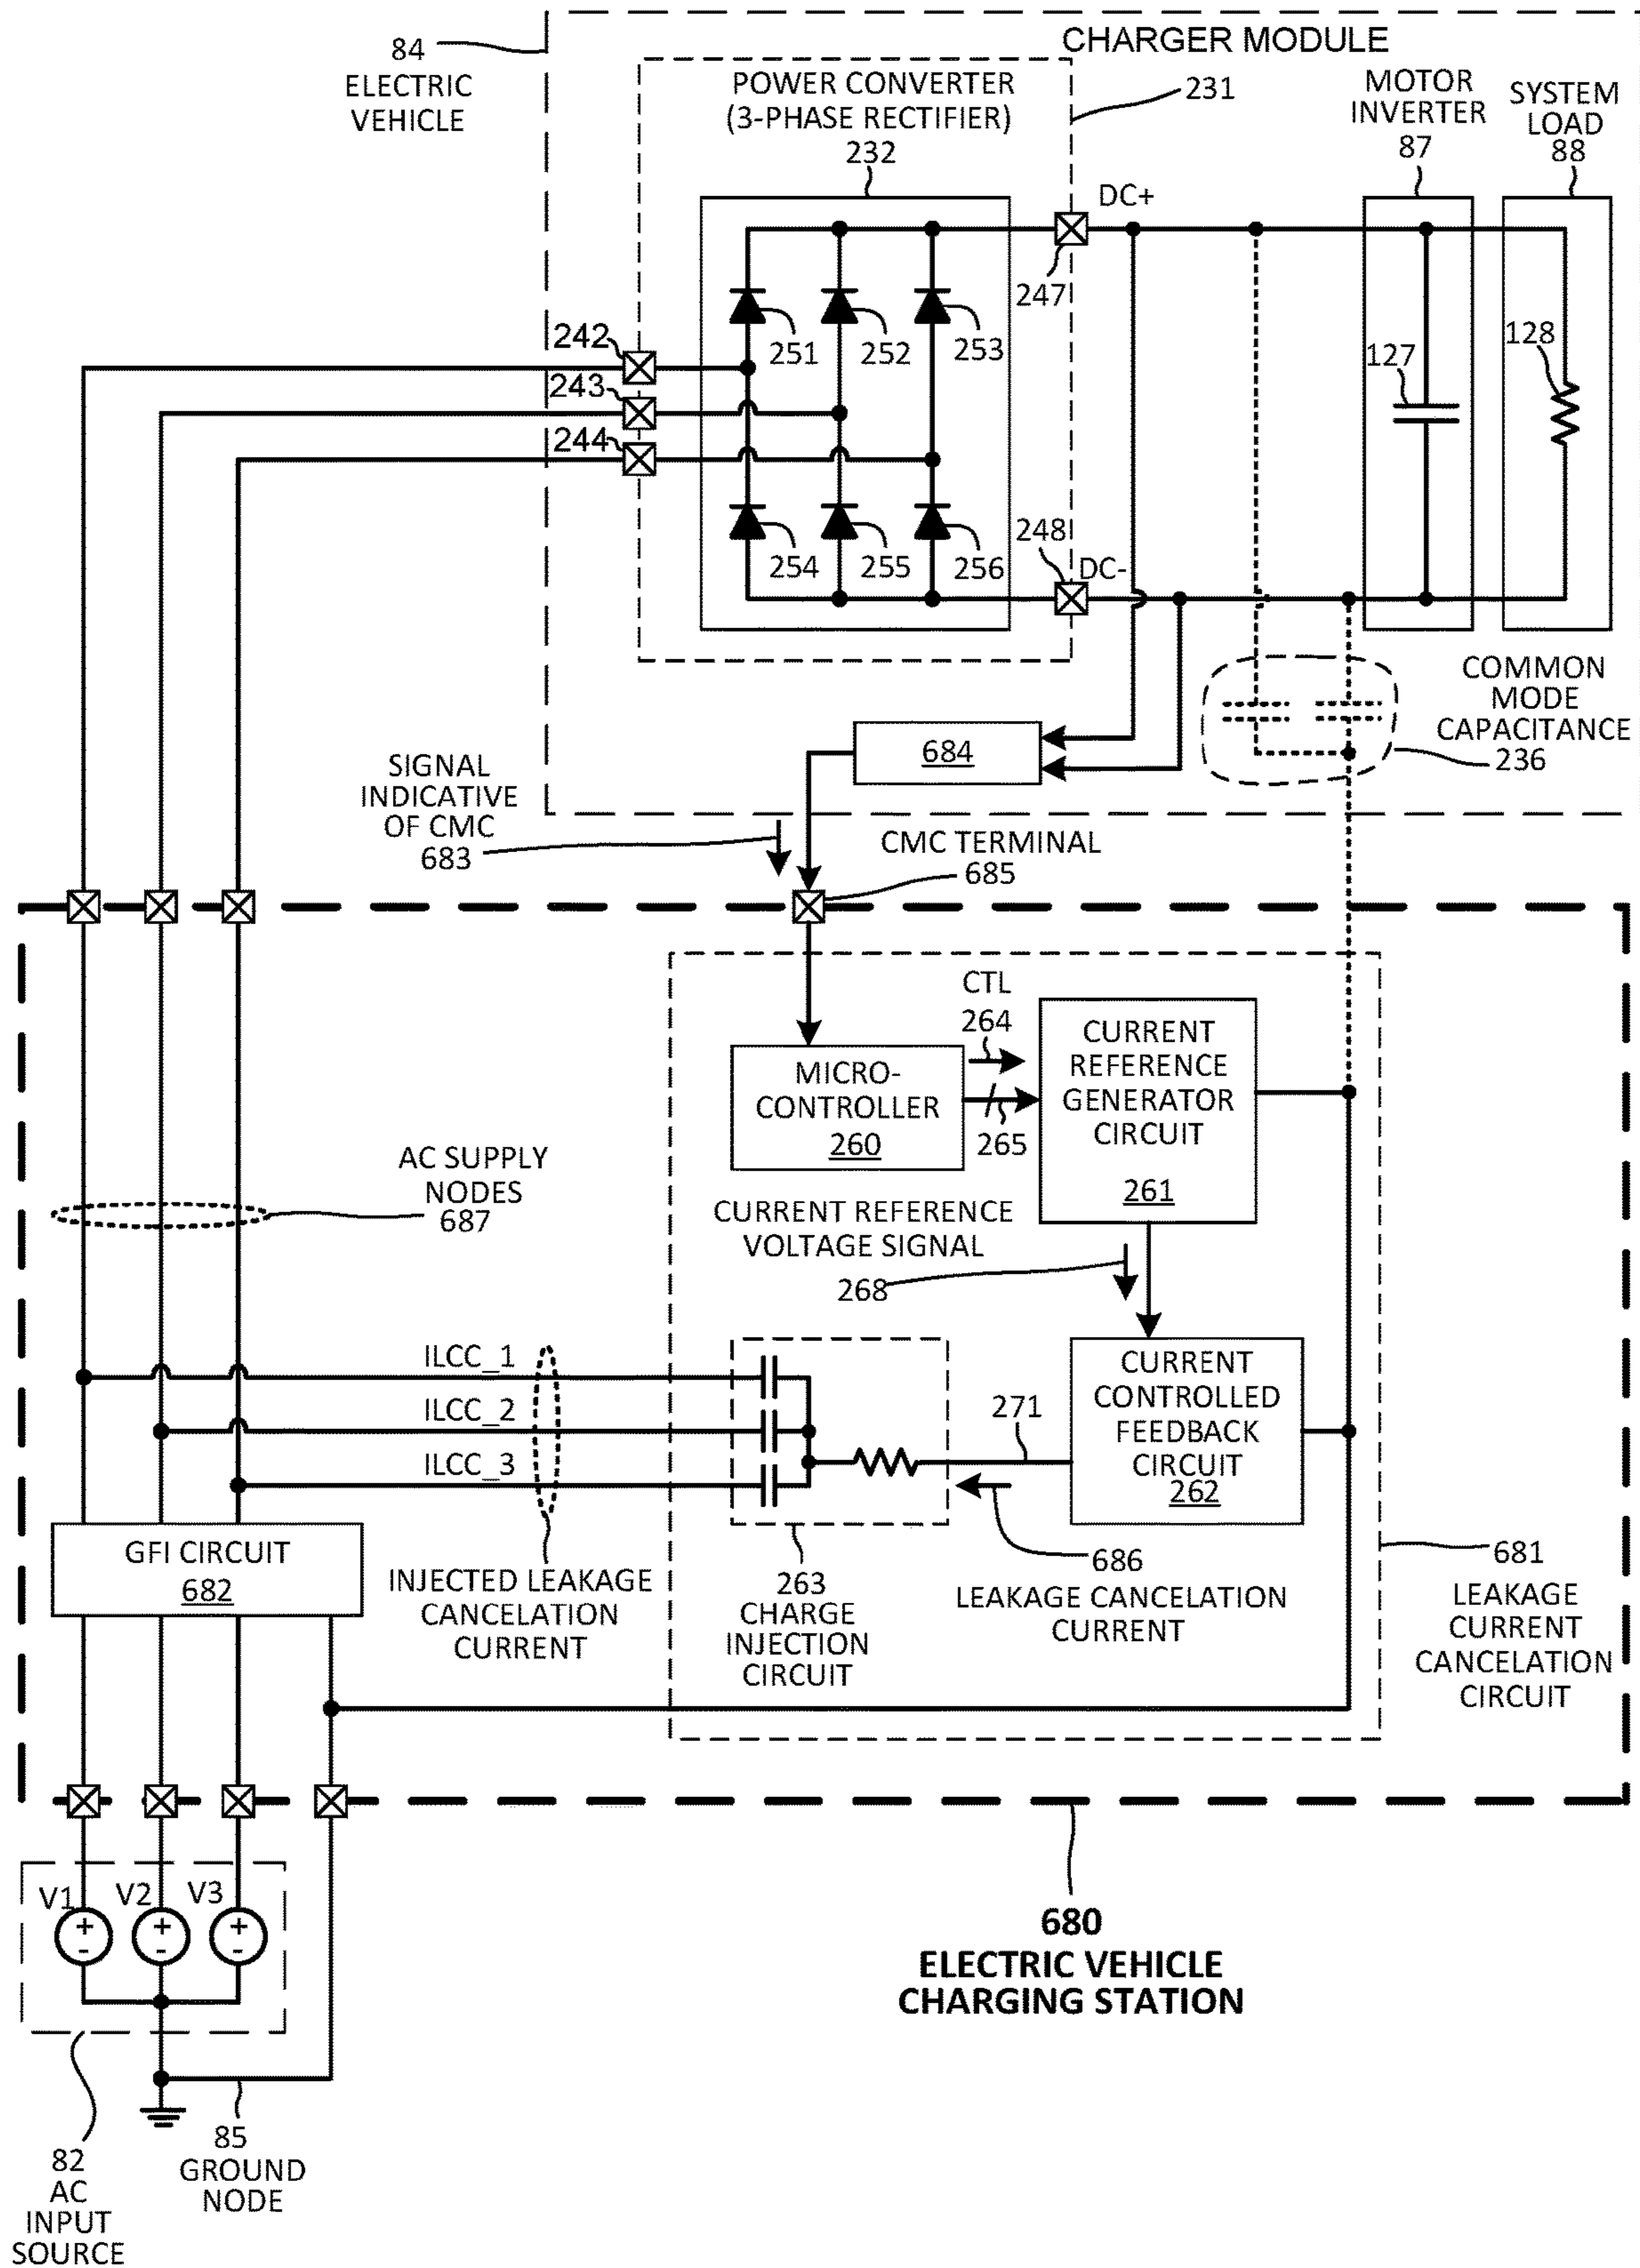 CHARGER MODULE
84
ELECTRIC
VEHICLE
POWER CONVERTER
(3-PHASE RECTIFIER)
232
231
MOTOR
INVERTER
87
SYSTEM
LOAD
88
DC+
247
251
252
253
242
243
244
127
128
254
255
256
248
DC-
COMMON
MODE
CAPACITANCE
236
684
SIGNAL
INDICATIVE
OF CMC
683
CMC TERMINAL
685
CTL
264
MICRO-
CONTROLLER
260
265
CURRENT
REFERENCE
GENERATOR
CIRCUIT
261
AC SUPPLY
NODES
687
CURRENT REFERENCE
VOLTAGE SIGNAL
268
ILCC_1
ILCC_2
ILCC_3
271
CURRENT
CONTROLLED
FEEDBACK
CIRCUIT
262
GFI CIRCUIT
682
INJECTED LEAKAGE
CANCELATION
CURRENT
263
CHARGE
INJECTION
CIRCUIT
686
LEAKAGE CANCELATION
CURRENT
681
LEAKAGE
CURRENT
CANCELATION
CIRCUIT
V1
V2
V3
+
-
+
-
+
-
680
ELECTRIC VEHICLE
CHARGING STATION
82
AC
INPUT
SOURCE
85
GROUND
NODE